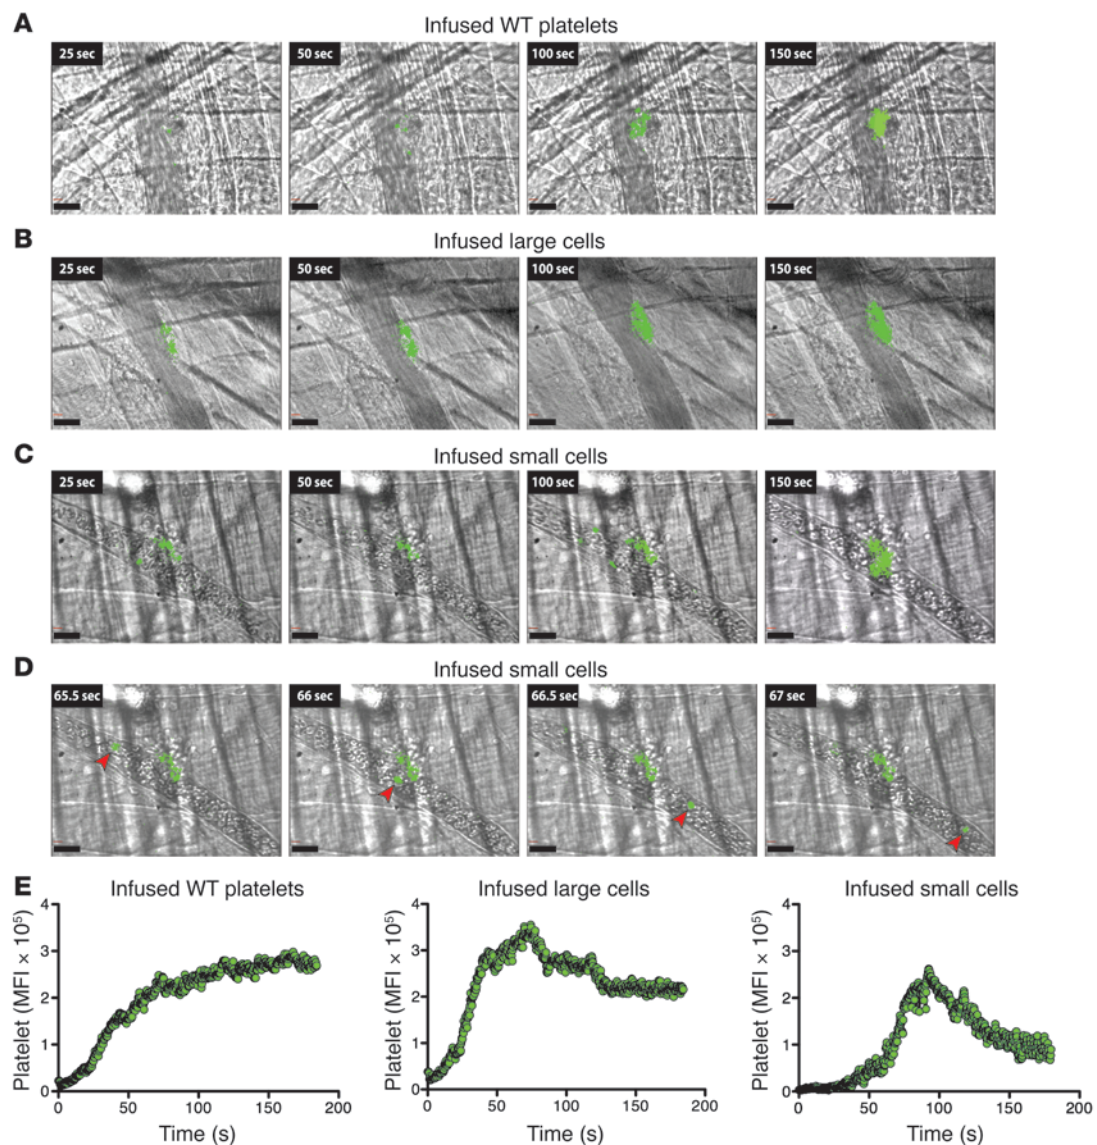 A
Infused WT platelets
25 sec
50 sec
100 sec
150 sec
B
Infused large cells
25 sec
50 sec
100 sec
150 sec
C
Infused small cells
25 sec
50 sec
100 sec
150 sec
D
Infused small cells
65.5 sec
66 sec
66.5 sec
67 sec
E
Infused WT platelets
Platelet (MFI × 10⁵)
4
3
2
1
0
0
50
100
150
200
Time (s)
Infused large cells
Platelet (MFI × 10⁵)
4
3
2
1
0
0
50
100
150
200
Time (s)
Infused small cells
Platelet (MFI × 10⁵)
4
3
2
1
0
0
50
100
150
200
Time (s)